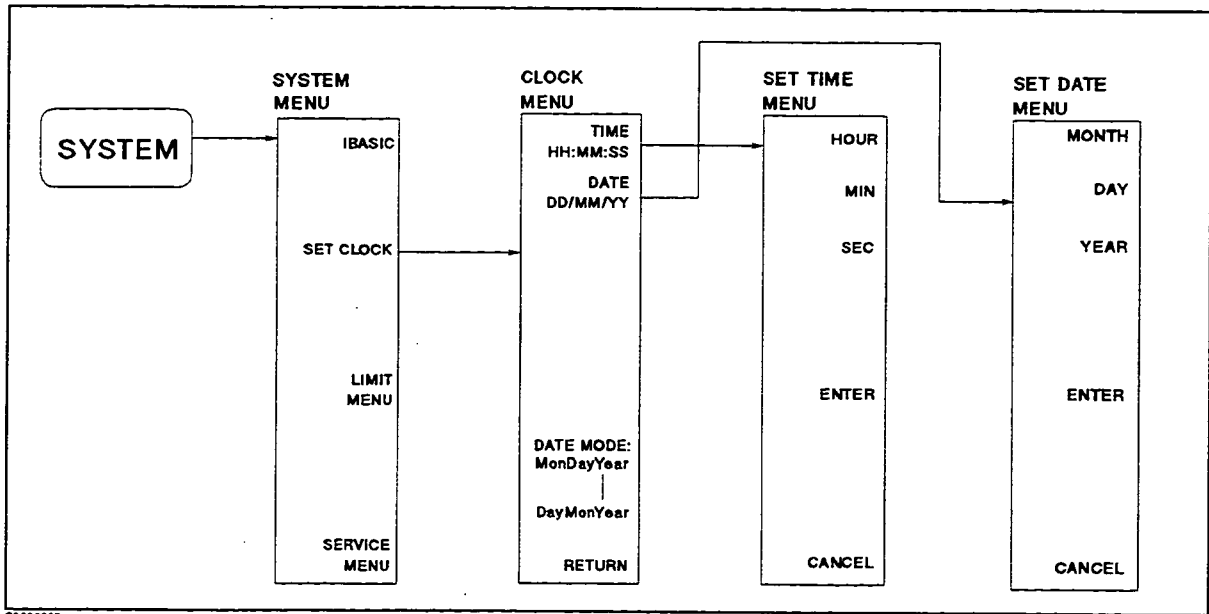 SYSTEM
SYSTEM
MENU
IBASIC
SET CLOCK
LIMIT
MENU
SERVICE
MENU
CLOCK
MENU
TIME
HH:MM:SS
DATE
DD/MM/YY
DATE MODE:
MonDayYear
DayMonYear
RETURN
SET TIME
MENU
HOUR
MIN
SEC
ENTER
CANCEL
SET DATE
MENU
MONTH
DAY
YEAR
ENTER
CANCEL